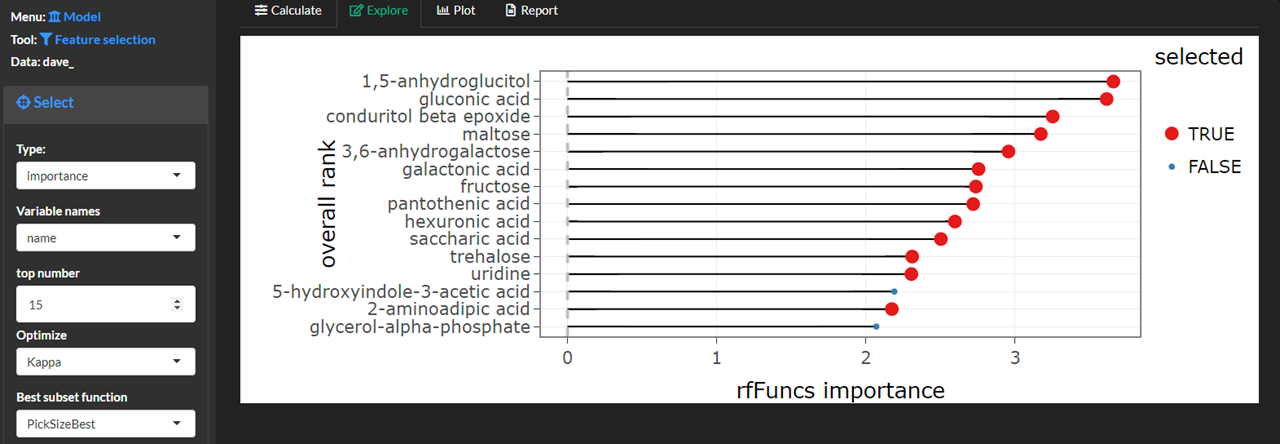 Menu: Model
Tool: Feature selection
Data: dave_
Select
Type:
importance
Variable names
name
top number
15
Optimize
Kappa
Best subset function
PickSizeBest
Calculate
Explore
Plot
Report
overall rank
1,5-anhydroglucitol
gluconic acid
conduritol beta epoxide
maltose
3,6-anhydrogalactose
galactonic acid
fructose
pantothenic acid
hexuronic acid
saccharic acid
trehalose
uridine
5-hydroxyindole-3-acetic acid
2-aminoadipic acid
glycerol-alpha-phosphate
0 1 2 3
rfFuncs importance
selected
TRUE
FALSE